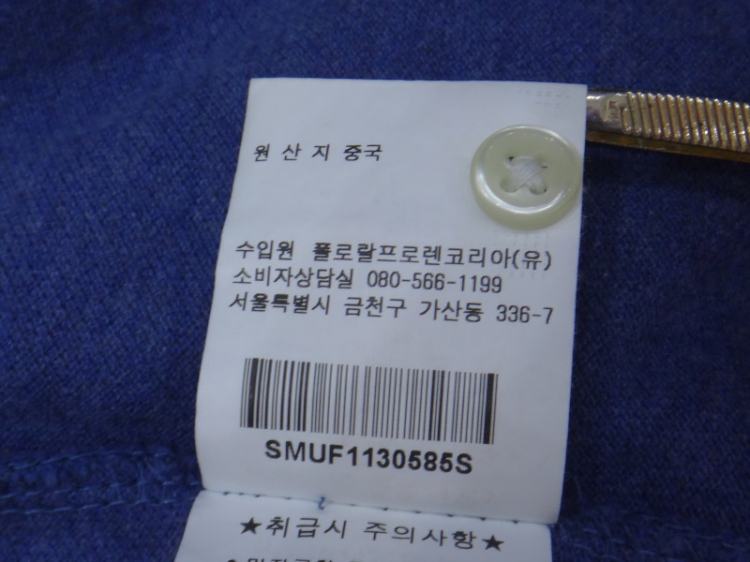 원 산 지 중국
수입원 폴로랄프로렌코리아(유)
소비자상담실 080-566-1199
서울특별시 금천구 가산동 336-7
SMUF1130585S
★취급시 주의사항★